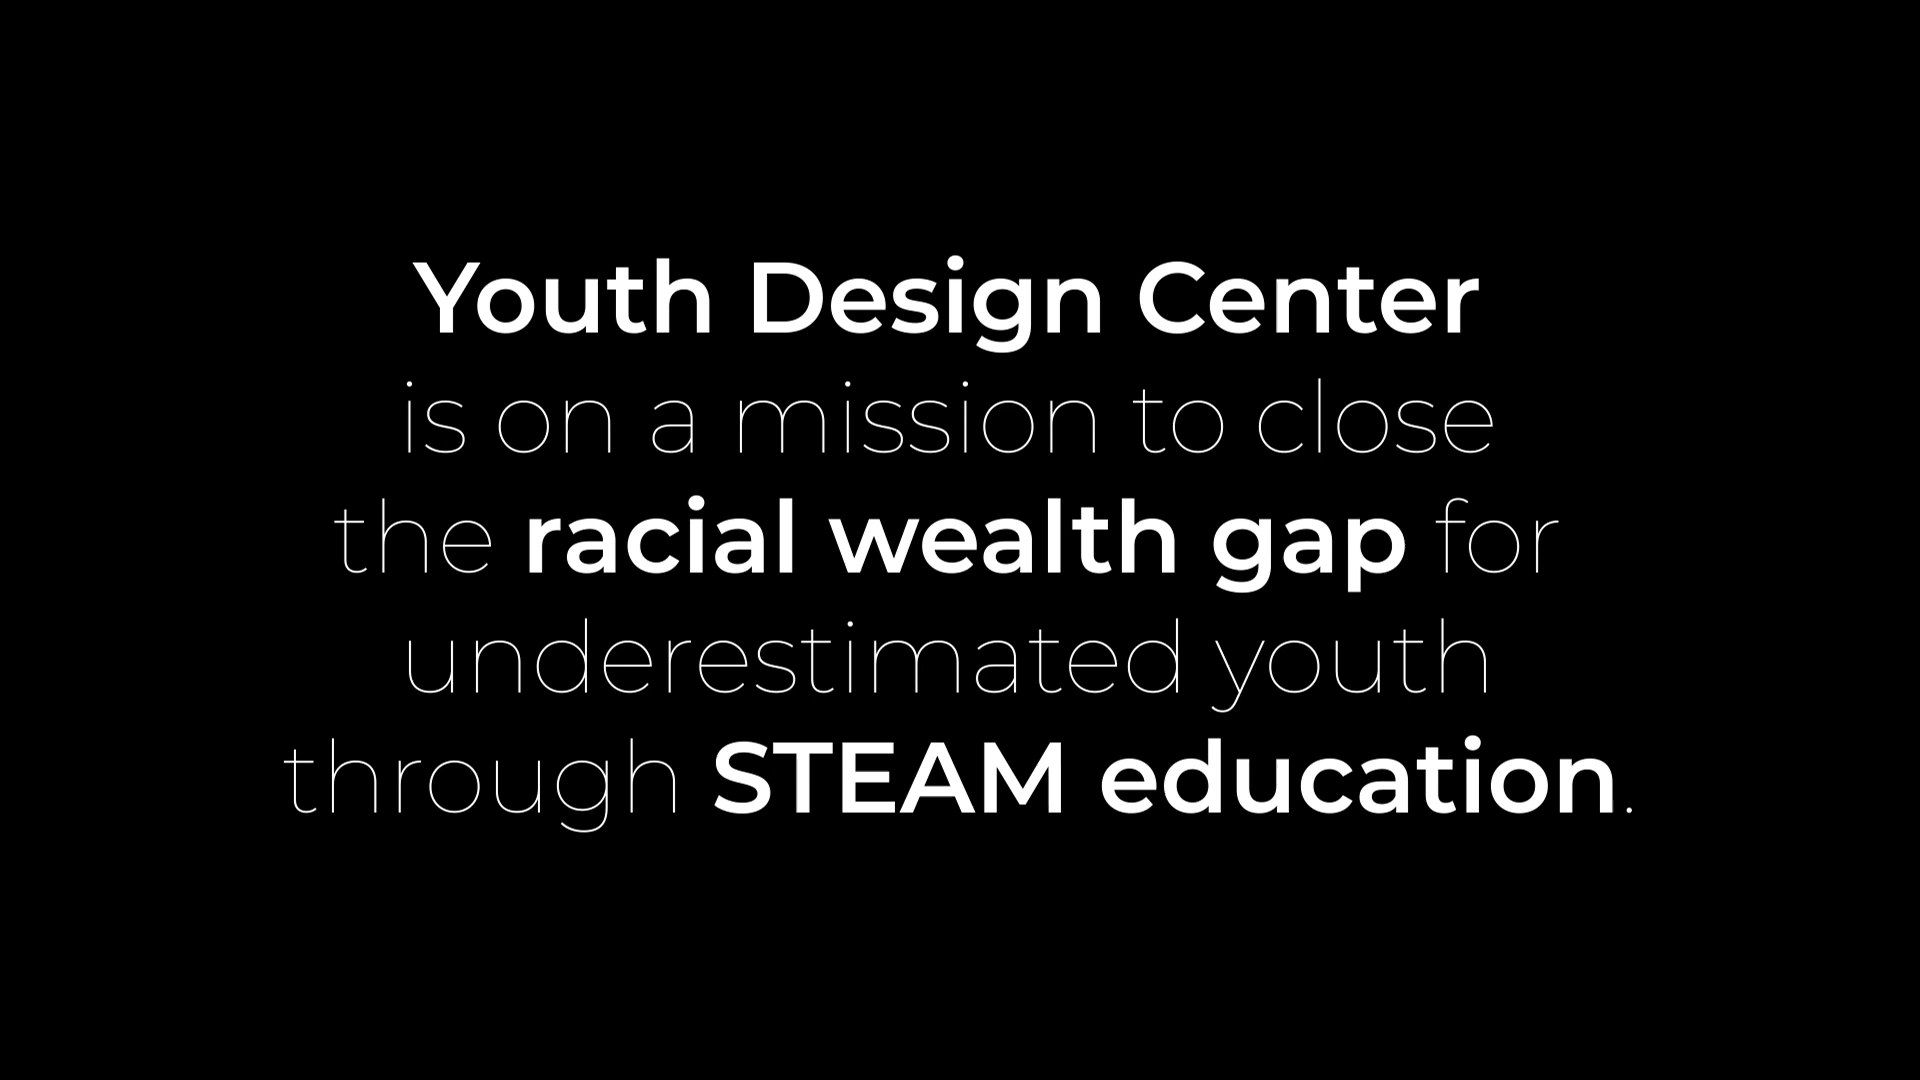 Youth Design Center
is on a mission to close
the racial wealth gap for
underestimated youth
through STEAM education.